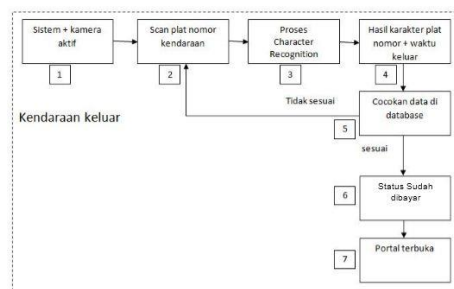 Sistem + kamera
aktif
1
Scan plat nomor
kendaraan
2
Proses
Character
Recognition
3
Hasil karakter plat
nomor + waktu
keluar
4
Kendaraan keluar
Tidak sesuai
5
Cocokan data di
database
sesuai
6
Status Sudah
dibayar
7
Portal terbuka